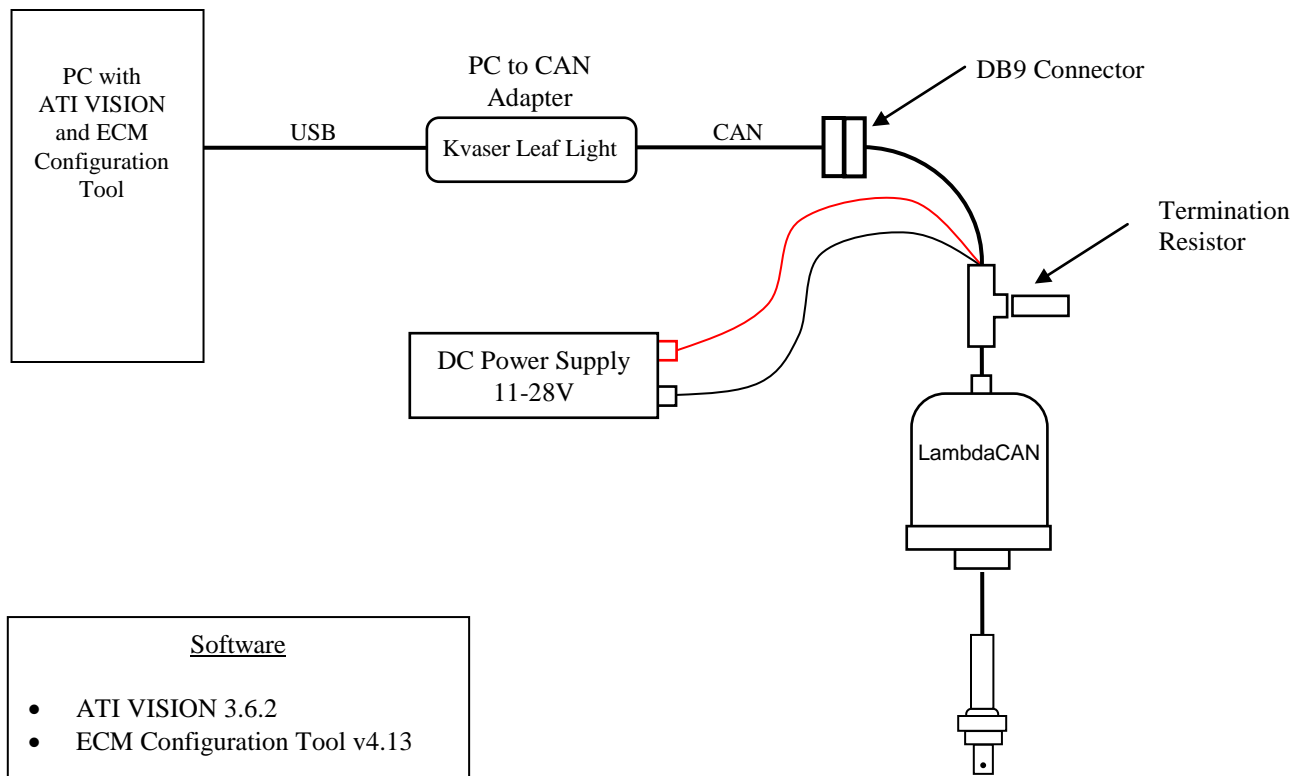 PC with
ATI VISION
and ECM
Configuration
Tool
USB
PC to CAN
Adapter
Kvaser Leaf Light
CAN
DB9 Connector
Termination
Resistor
DC Power Supply
11-28V
LambdaCAN
Software
• ATI VISION 3.6.2
• ECM Configuration Tool v4.13